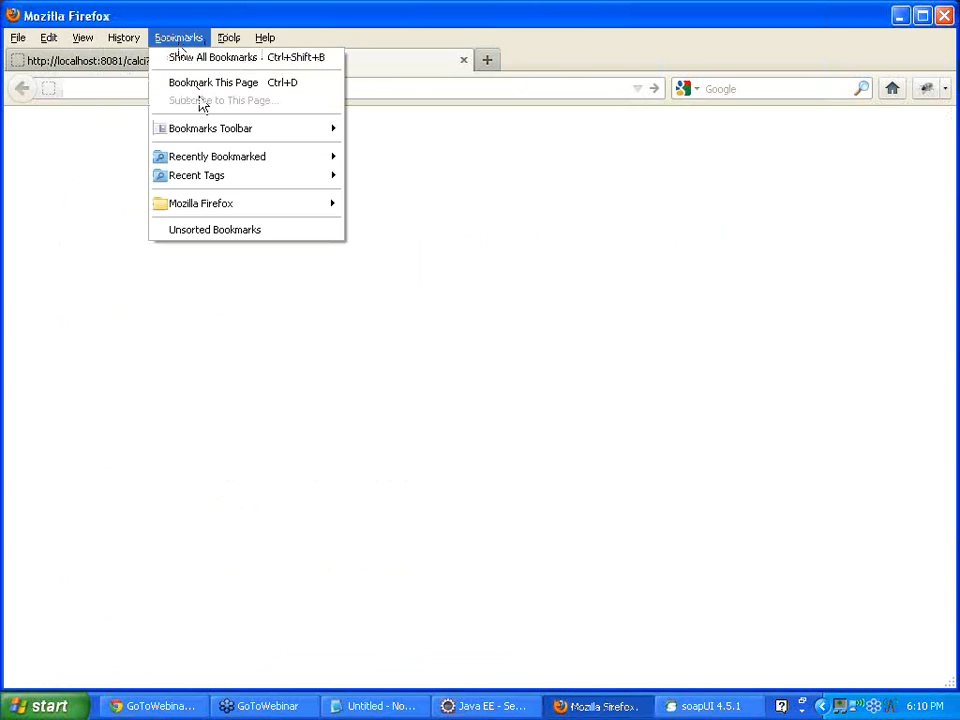 Mozilla Firefox
File Edit View History Bookmarks Tools Help
http://localhost:8081/calci?
Google
Show All Bookmarks Ctrl+Shift+B
Bookmark This Page Ctrl+D
Subscribe to This Page...
Bookmarks Toolbar
Recently Bookmarked
Recent Tags
Mozilla Firefox
Unsorted Bookmarks
start GoToWebina... GoToWebinar Untitled - No... Java EE - Se... Mozilla Firefox. soapUI 4.5.1 6:10 PM